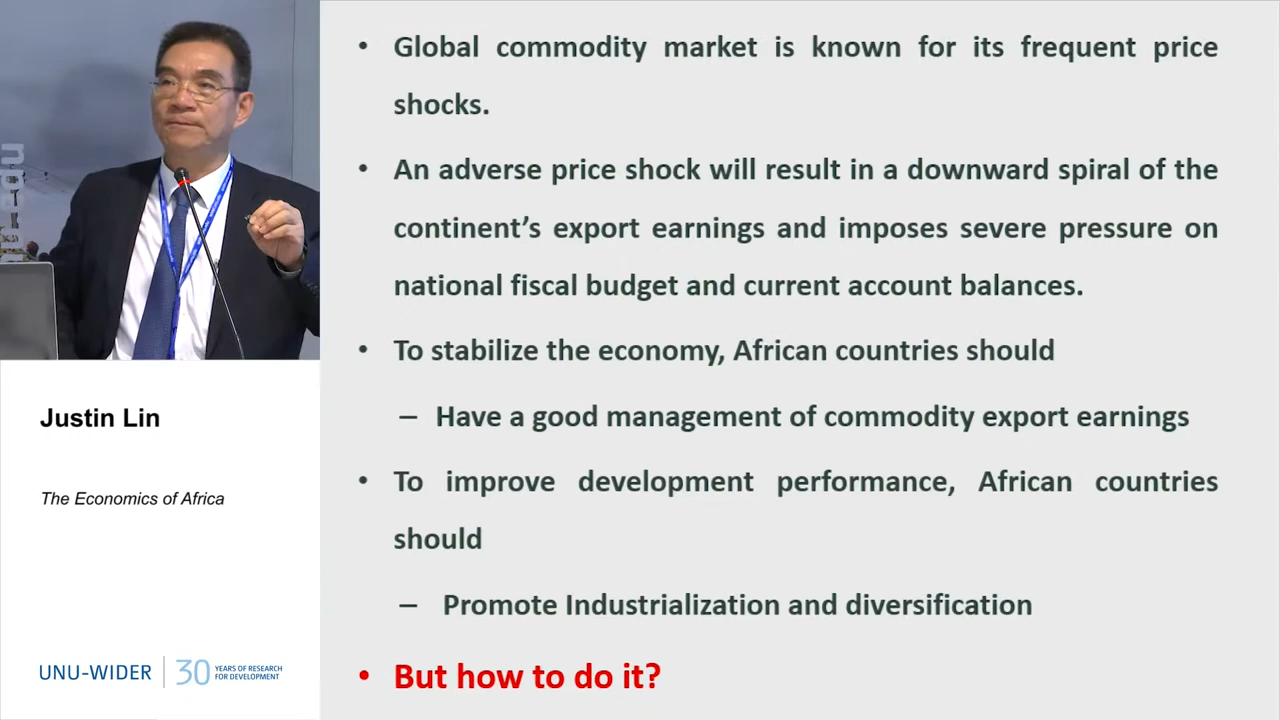 Global commodity market is known for its frequent price
shocks.
An adverse price shock will result in a downward spiral of the
continent’s export earnings and imposes severe pressure on
national fiscal budget and current account balances.
To stabilize the economy, African countries should
– Have a good management of commodity export earnings
To improve development performance, African countries
should
– Promote Industrialization and diversification
But how to do it?
Justin Lin
The Economics of Africa
UNU-WIDER
30
YEARS OF RESEARCH
FOR DEVELOPMENT